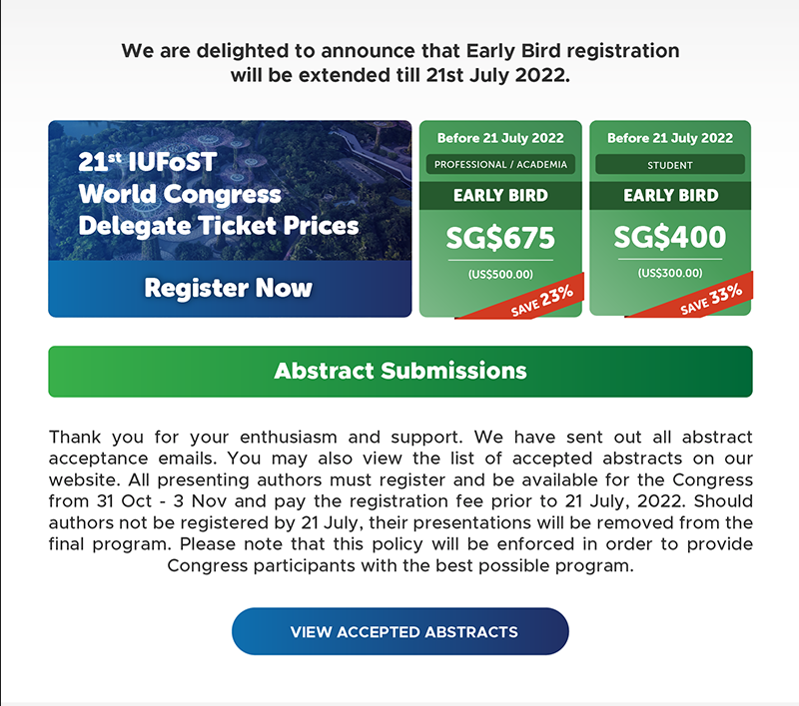 We are delighted to announce that Early Bird registration
will be extended till 21st July 2022.
21st IUFoST
World Congress
Delegate Ticket Prices
Register Now
Before 21 July 2022
PROFESSIONAL / ACADEMIA
EARLY BIRD
SG$675
(US$500.00)
SAVE 23%
Before 21 July 2022
STUDENT
EARLY BIRD
SG$400
(US$300.00)
SAVE 33%
Abstract Submissions
Thank you for your enthusiasm and support. We have sent out all abstract
acceptance emails. You may also view the list of accepted abstracts on our
website. All presenting authors must register and be available for the Congress
from 31 Oct - 3 Nov and pay the registration fee prior to 21 July, 2022. Should
authors not be registered by 21 July, their presentations will be removed from the
final program. Please note that this policy will be enforced in order to provide
Congress participants with the best possible program.
VIEW ACCEPTED ABSTRACTS